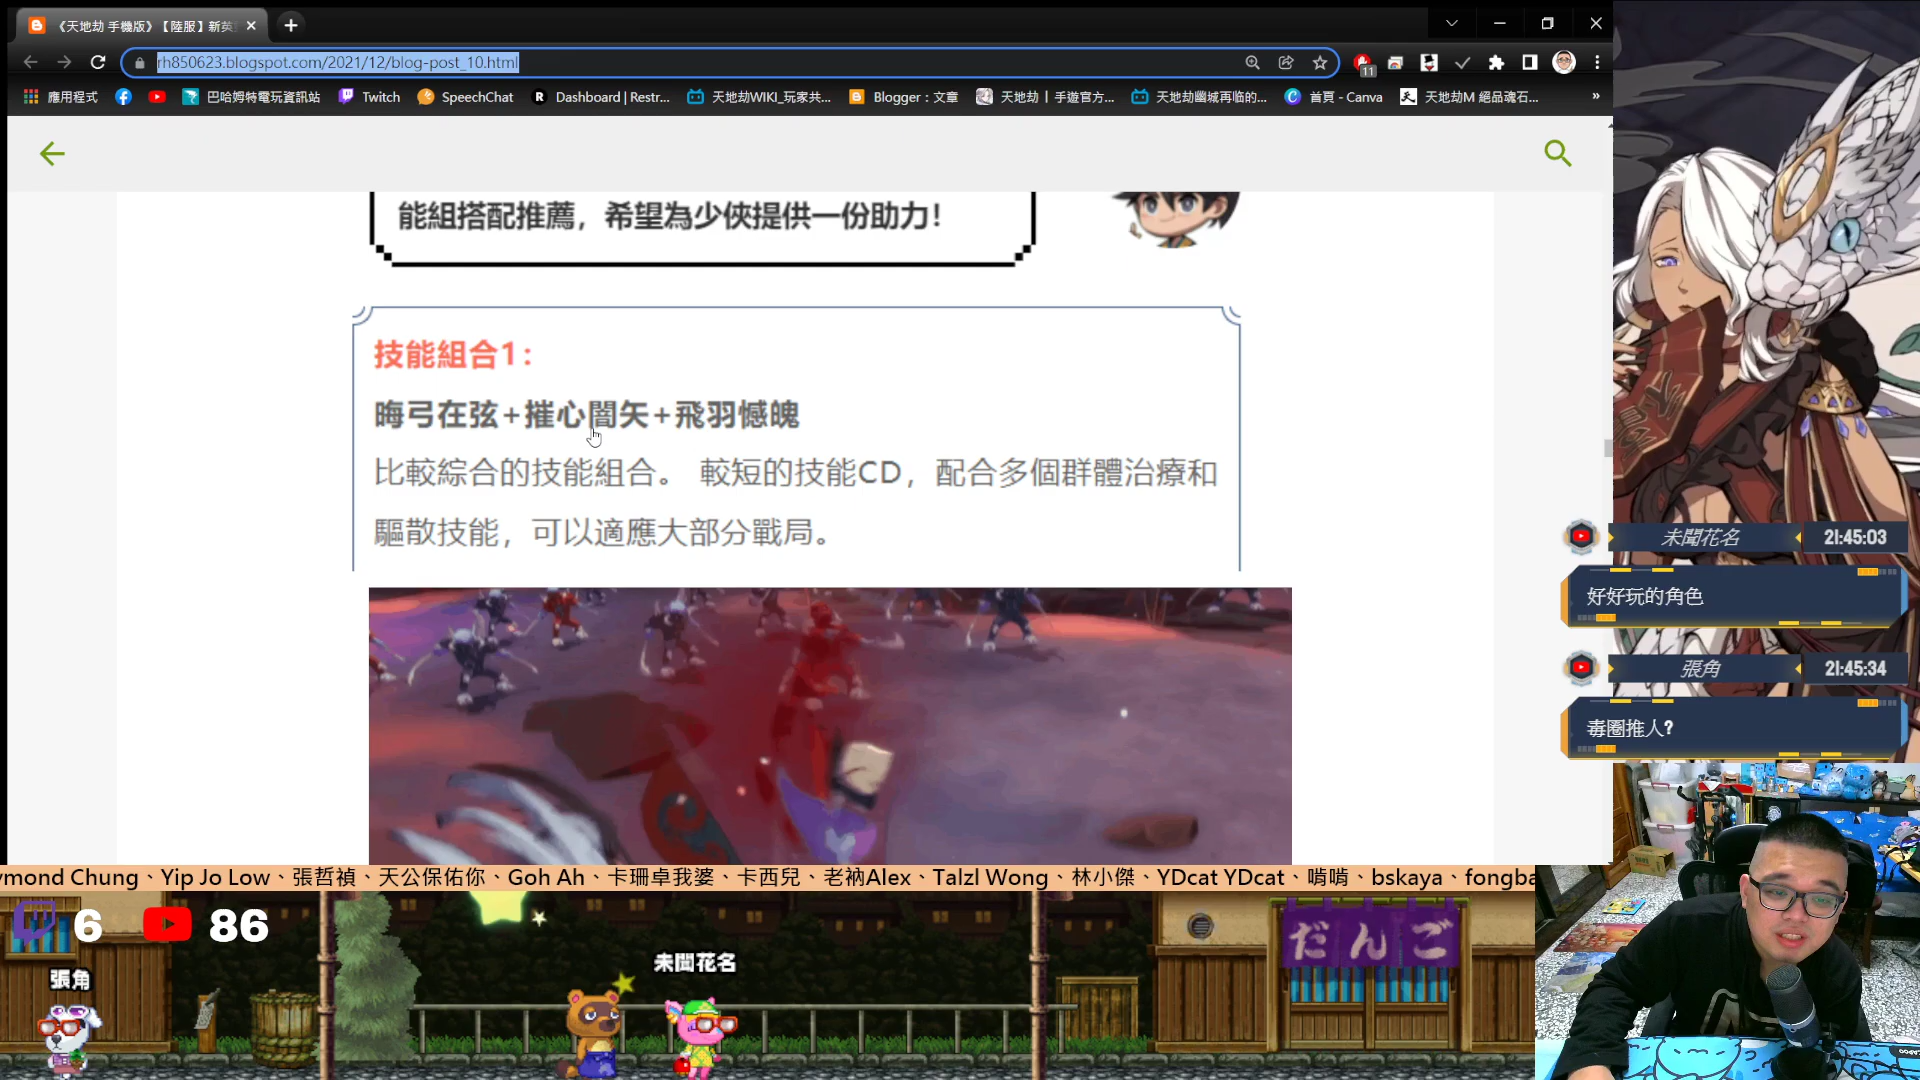 《天地劫 手機版》【陸服】新英
rh850623.blogspot.com/2021/12/blog-post_10.html
11
應用程式
巴哈姆特電玩資訊站
Twitch
SpeechChat
Dashboard | Restr...
天地劫WIKI_玩家共...
Blogger：文章
天地劫 | 手遊官方...
天地劫幽城再临的...
首頁 - Canva
天地劫M 絕品魂石...
»
能組搭配推薦，希望為少俠提供一份助力！
技能組合1：
晦弓在弦+摧心闇矢+飛羽憾魄
比較綜合的技能組合。 較短的技能CD，配合多個群體治療和
驅散技能，可以適應大部分戰局。
未聞花名
21:45:03
好好玩的角色
張角
21:45:34
毒圈推人?
ymond Chung、Yip Jo Low、張哲禎、天公保佑你、Goh Ah、卡珊卓我婆、卡西兒、老衲Alex、Talzl Wong、林小傑、YDcat YDcat、啃啃、bskaya、fongba
6
86
張角
未聞花名
だんご